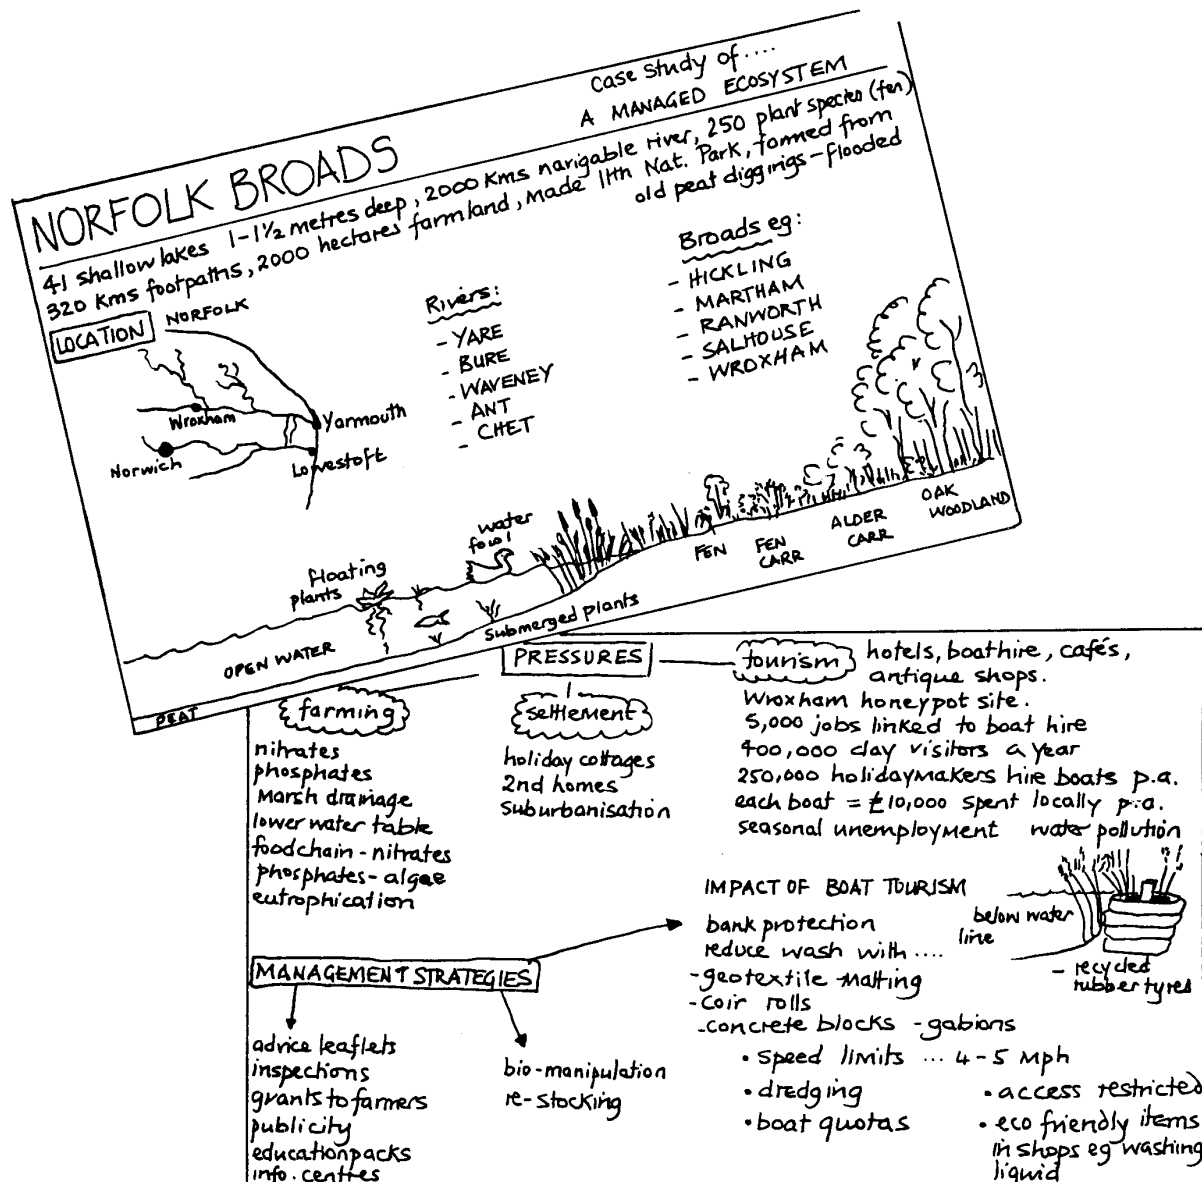 Case study of....
A MANAGED ECOSYSTEM
NORFOLK BROADS
41 shallow lakes 1-1½ metres deep, 2000 kms navigable river, 250 plant species (fen)
320 kms footpaths, 2000 hectares farmland, made 11th Nat. Park, formed from
old peat diggings - flooded
LOCATION
NORFOLK
Wroxham
Yarmouth
Norwich
Lowestoft
Rivers:
- YARE
- BURE
- WAVENEY
- ANT
- CHET
Broads eg:
- HICKLING
- MARTHAM
- RANWORTH
- SALHOUSE
- WROXHAM
floating
plants
water
fowl
OPEN WATER
submerged plants
FEN
FEN
CARR
ALDER
CARR
OAK
WOODLAND
PEAT
PRESSURES
farming
nitrates
phosphates
marsh drainage
lower water table
foodchain - nitrates
phosphates - algae
eutrophication
settlement
holiday cottages
2nd homes
suburbanisation
tourism
hotels, boathire, cafés,
antique shops.
Wroxham honeypot site.
5,000 jobs linked to boat hire
400,000 day visitors a year
250,000 holidaymakers hire boats p.a.
each boat = £10,000 spent locally p.a.
seasonal unemployment water pollution
MANAGEMENT STRATEGIES
advice leaflets
inspections
grants to farmers
publicity
education packs
info. centres
bio-manipulation
re-stocking
IMPACT OF BOAT TOURISM
bank protection
reduce wash with ....
- geotextile matting
- coir rolls
- concrete blocks - gabions
• speed limits ... 4-5 mph
• dredging
• boat quotas
• access restricted
• eco friendly items
in shops eg washing
liquid
below water
line
- recycled
rubber tyres